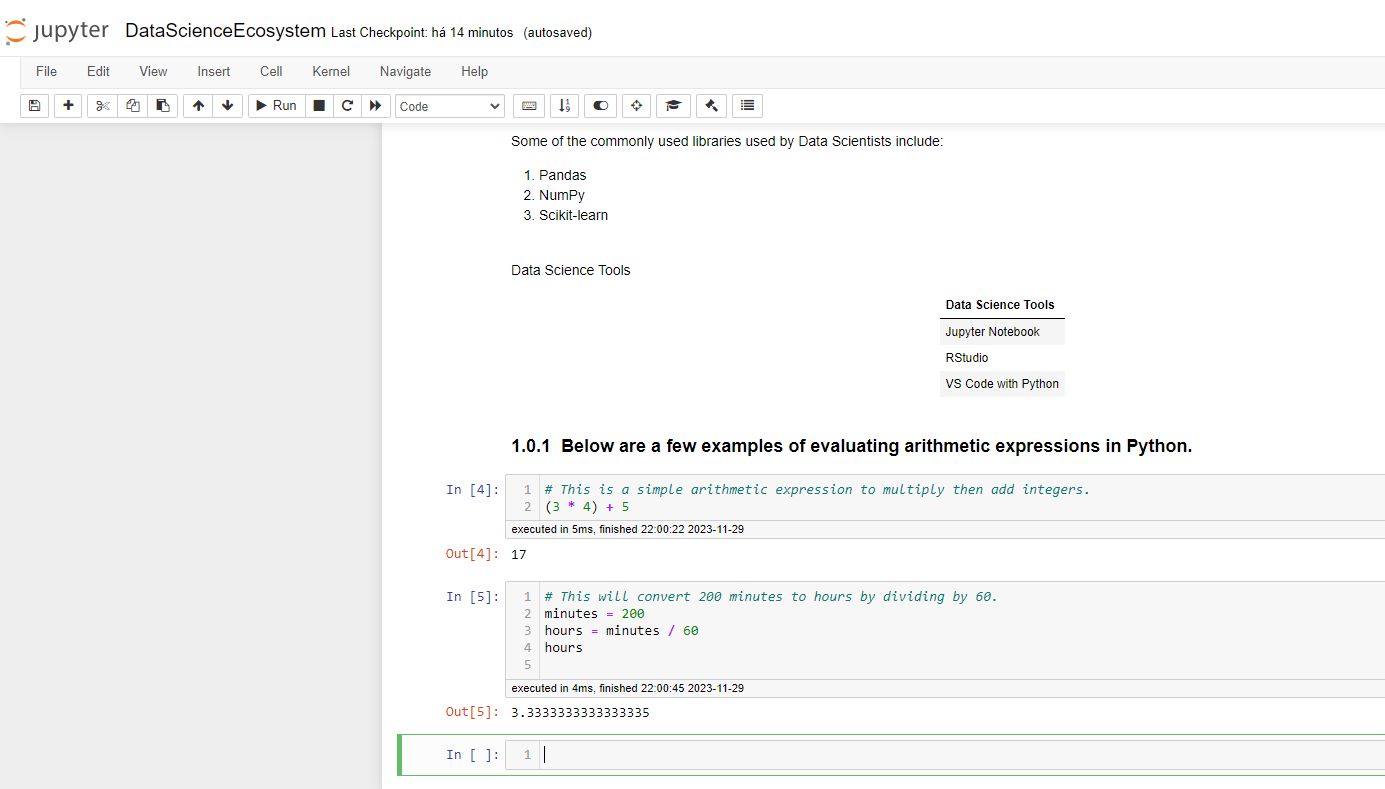 jupyter DataScienceEcosystem Last Checkpoint: há 14 minutos (autosaved)
File Edit View Insert Cell Kernel Navigate Help
Run Code
Some of the commonly used libraries used by Data Scientists include:
1. Pandas
2. NumPy
3. Scikit-learn
Data Science Tools
Data Science Tools
Jupyter Notebook
RStudio
VS Code with Python
1.0.1 Below are a few examples of evaluating arithmetic expressions in Python.
In [4]: 1 # This is a simple arithmetic expression to multiply then add integers.
2 (3 * 4) + 5
executed in 5ms, finished 22:00:22 2023-11-29
Out[4]: 17
In [5]: 1 # This will convert 200 minutes to hours by dividing by 60.
2 minutes = 200
3 hours = minutes / 60
4 hours
5
executed in 4ms, finished 22:00:45 2023-11-29
Out[5]: 3.3333333333333335
In [ ]: 1